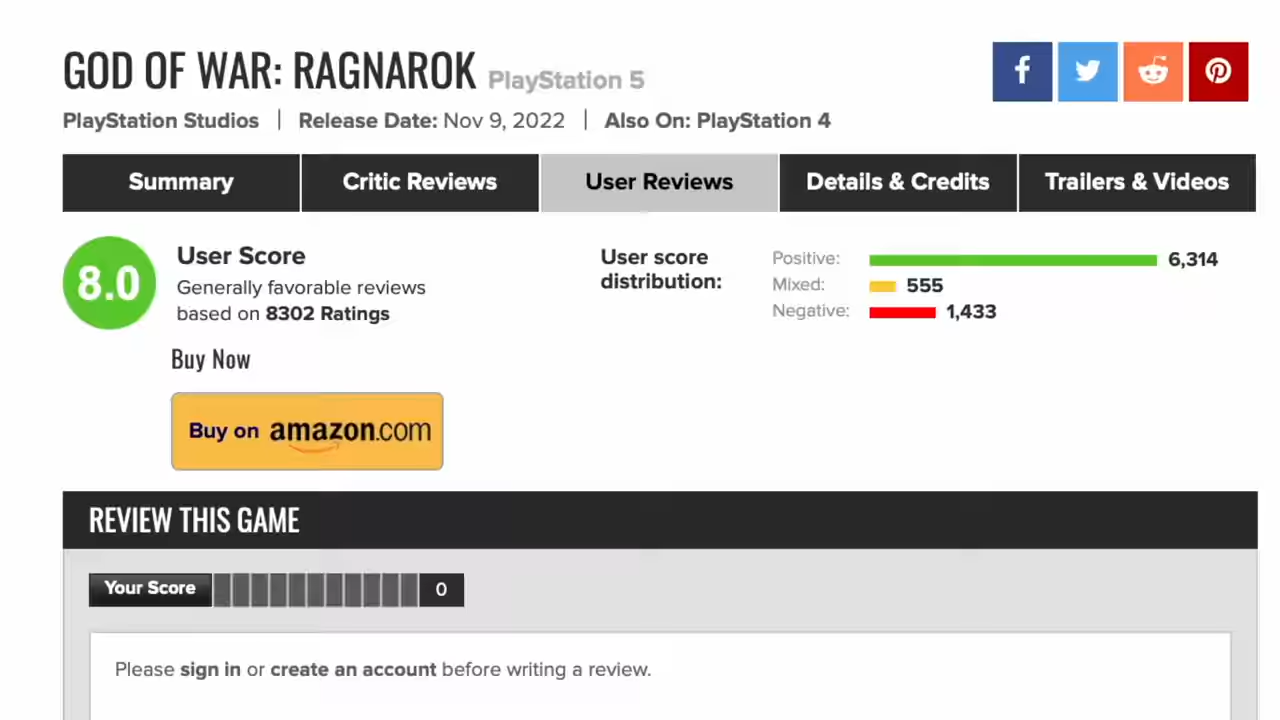 GOD OF WAR: RAGNAROK PlayStation 5
PlayStation Studios | Release Date: Nov 9, 2022 | Also On: PlayStation 4
Summary Critic Reviews User Reviews Details & Credits Trailers & Videos
8.0
User Score
Generally favorable reviews
based on 8302 Ratings
User score
distribution:
Positive: 6,314
Mixed: 555
Negative: 1,433
Buy Now
Buy on amazon.com
REVIEW THIS GAME
Your Score 0
Please sign in or create an account before writing a review.